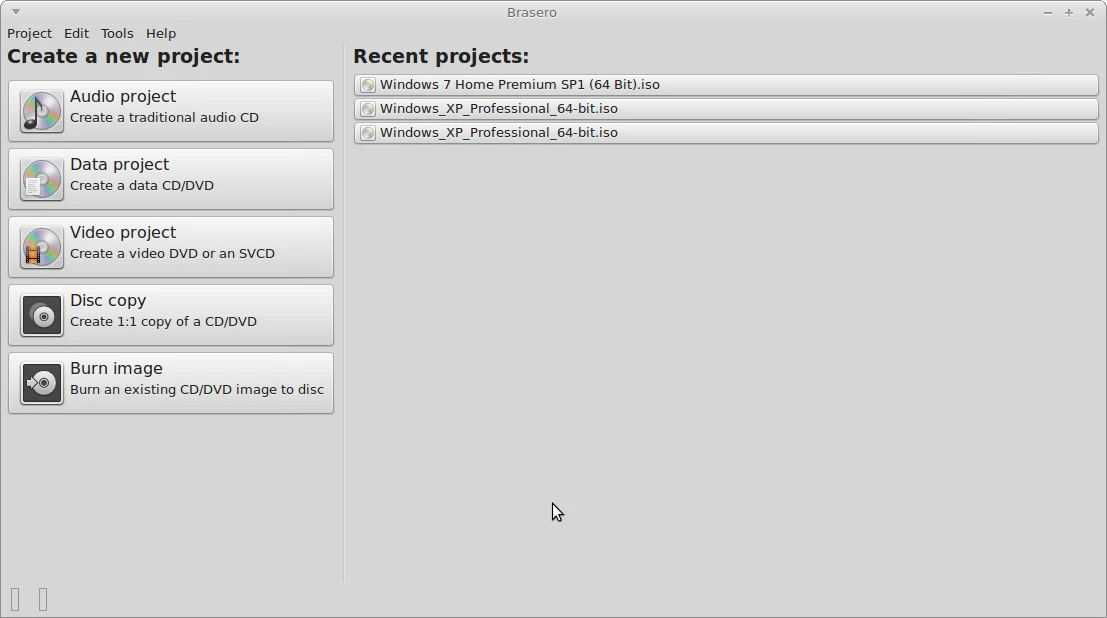 Brasero
Project Edit Tools Help
Create a new project:
Audio project
Create a traditional audio CD
Data project
Create a data CD/DVD
Video project
Create a video DVD or an SVCD
Disc copy
Create 1:1 copy of a CD/DVD
Burn image
Burn an existing CD/DVD image to disc
Recent projects:
Windows 7 Home Premium SP1 (64 Bit).iso
Windows_XP_Professional_64-bit.iso
Windows_XP_Professional_64-bit.iso